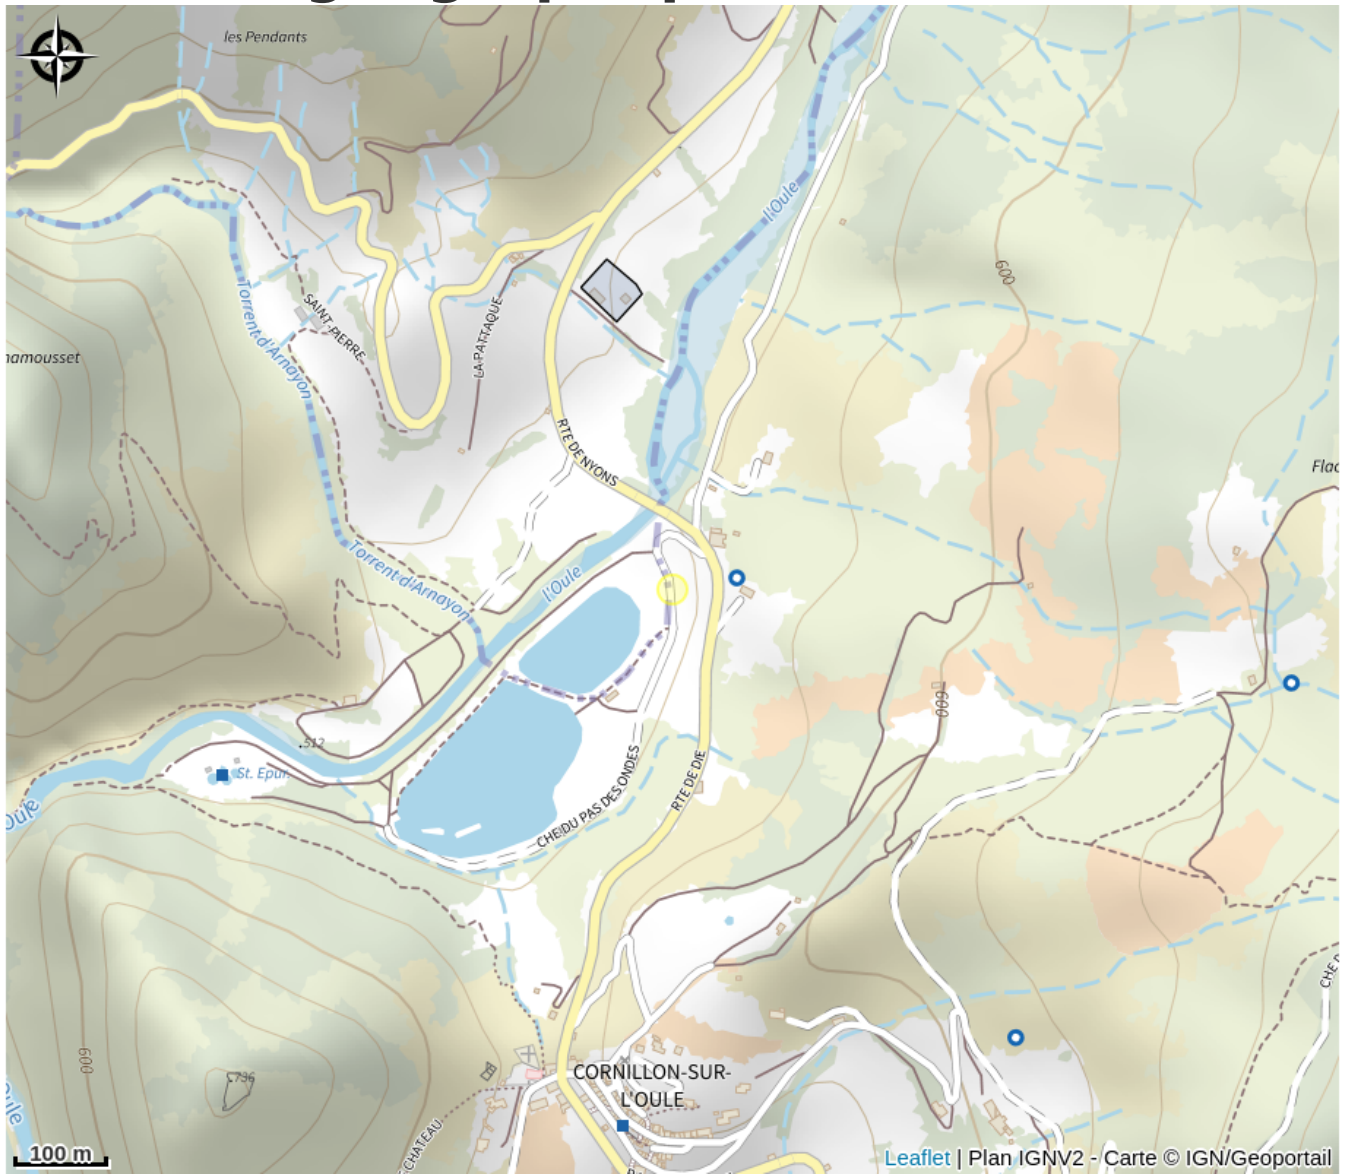 les Pendants
l'Oule
600
Torrent d'Arnayon
SAINT-PIERRE
LA PATTAQUE
hamousset
RTE DE NYONS
Flac
Torrent d'Arnayon
l'Oule
600
.512
St. Epur.
Oule
CHE DU PAS DES ONDES
RTE DE DIE
CHE D
600
.736
CORNILLON-SUR-
L'OULE
Oule
CHATEAU
100 m
Leaflet | Plan IGNV2 - Carte © IGN/Geoportail